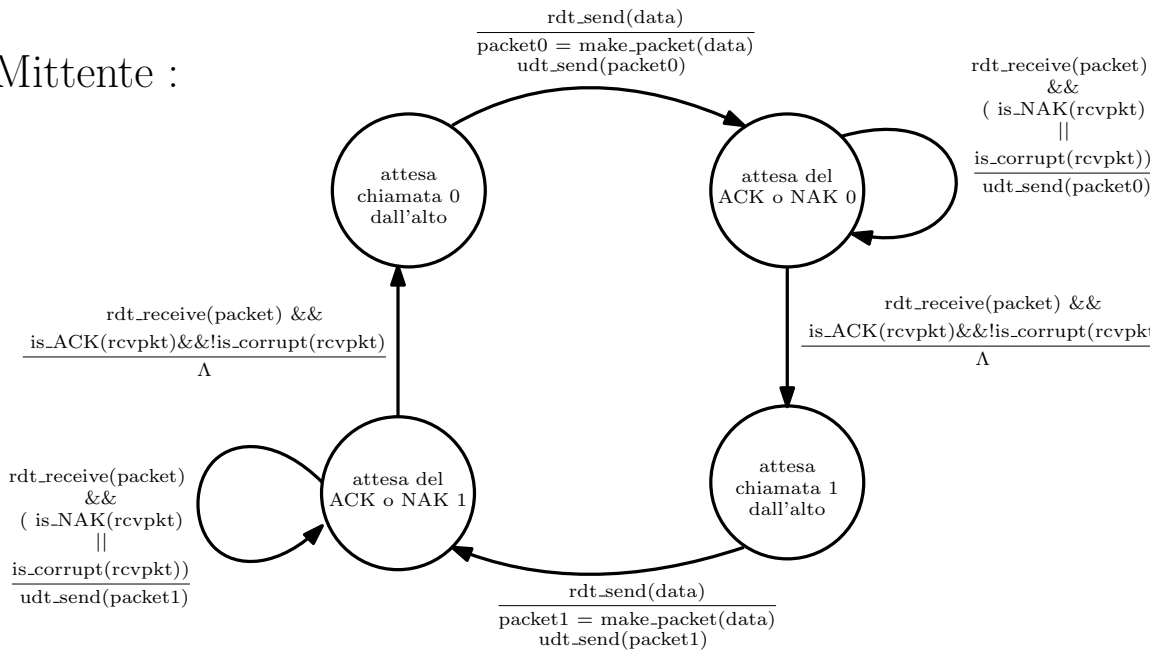 Mittente :
rdt_send(data)
packet0 = make_packet(data)
udt_send(packet0)
rdt_receive(packet)
&&
( is_NAK(rcvpkt)
||
is_corrupt(rcvpkt))
udt_send(packet0)
attesa
chiamata 0
dall'alto
attesa del
ACK o NAK 0
rdt_receive(packet) &&
is_ACK(rcvpkt)&&!is_corrupt(rcvpkt)
Λ
rdt_receive(packet) &&
is_ACK(rcvpkt)&&!is_corrupt(rcvpkt
Λ
attesa del
ACK o NAK 1
attesa
chiamata 1
dall'alto
rdt_receive(packet)
&&
( is_NAK(rcvpkt)
||
is_corrupt(rcvpkt))
udt_send(packet1)
rdt_send(data)
packet1 = make_packet(data)
udt_send(packet1)